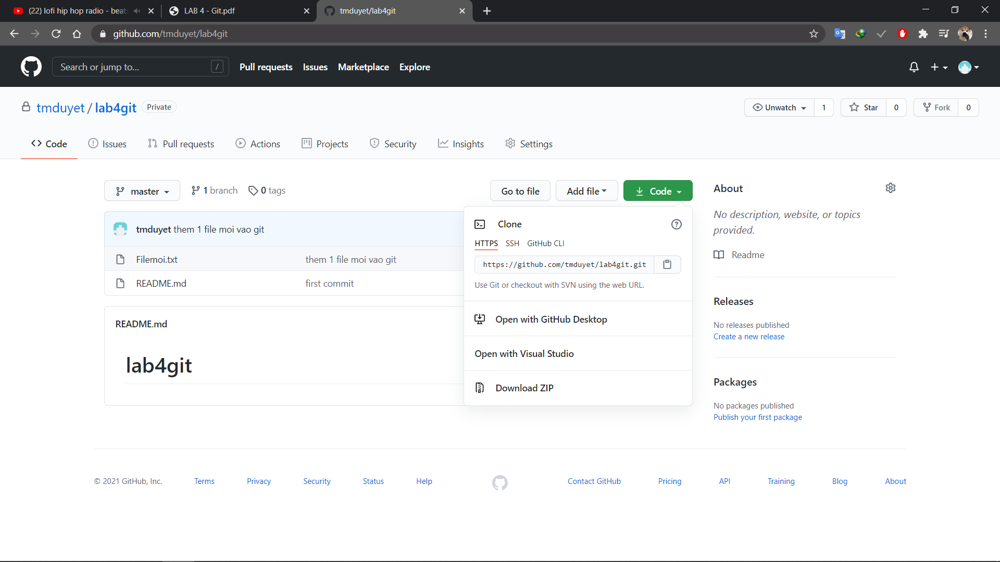 (22) lofi hip hop radio - beats
LAB 4 - Git.pdf
tmduyet/lab4git
github.com/tmduyet/lab4git
Search or jump to...
/
Pull requests
Issues
Marketplace
Explore
tmduyet / lab4git
Private
Unwatch
1
Star
0
Fork
0
Code
Issues
Pull requests
Actions
Projects
Security
Insights
Settings
master
1 branch
0 tags
Go to file
Add file
Code
tmduyet them 1 file moi vao git
Filemoi.txt
them 1 file moi vao git
README.md
first commit
README.md
lab4git
Clone
HTTPS
SSH
GitHub CLI
https://github.com/tmduyet/lab4git.git
Use Git or checkout with SVN using the web URL.
Open with GitHub Desktop
Open with Visual Studio
Download ZIP
About
No description, website, or topics
provided.
Readme
Releases
No releases published
Create a new release
Packages
No packages published
Publish your first package
© 2021 GitHub, Inc.
Terms
Privacy
Security
Status
Help
Contact GitHub
Pricing
API
Training
Blog
About